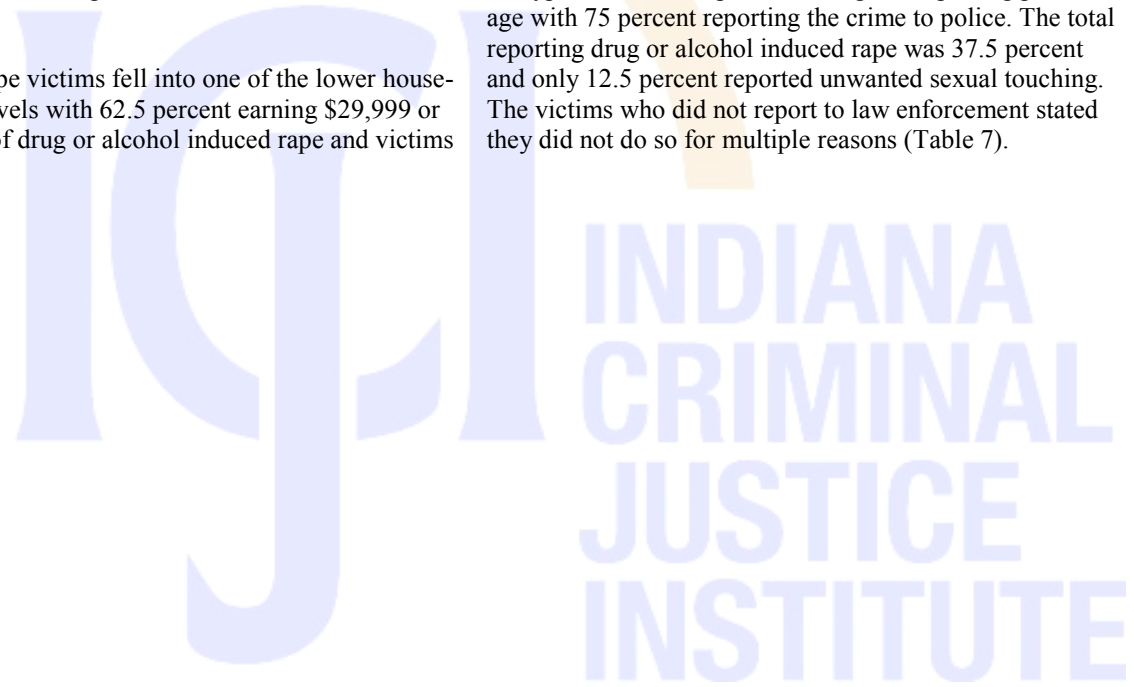 pe victims fell into one of the lower house-
vels with 62.5 percent earning $29,999 or
f drug or alcohol induced rape and victims
age with 75 percent reporting the crime to police. The total
reporting drug or alcohol induced rape was 37.5 percent
and only 12.5 percent reported unwanted sexual touching.
The victims who did not report to law enforcement stated
they did not do so for multiple reasons (Table 7).
ICJI
INDIANA
CRIMINAL
JUSTICE
INSTITUTE